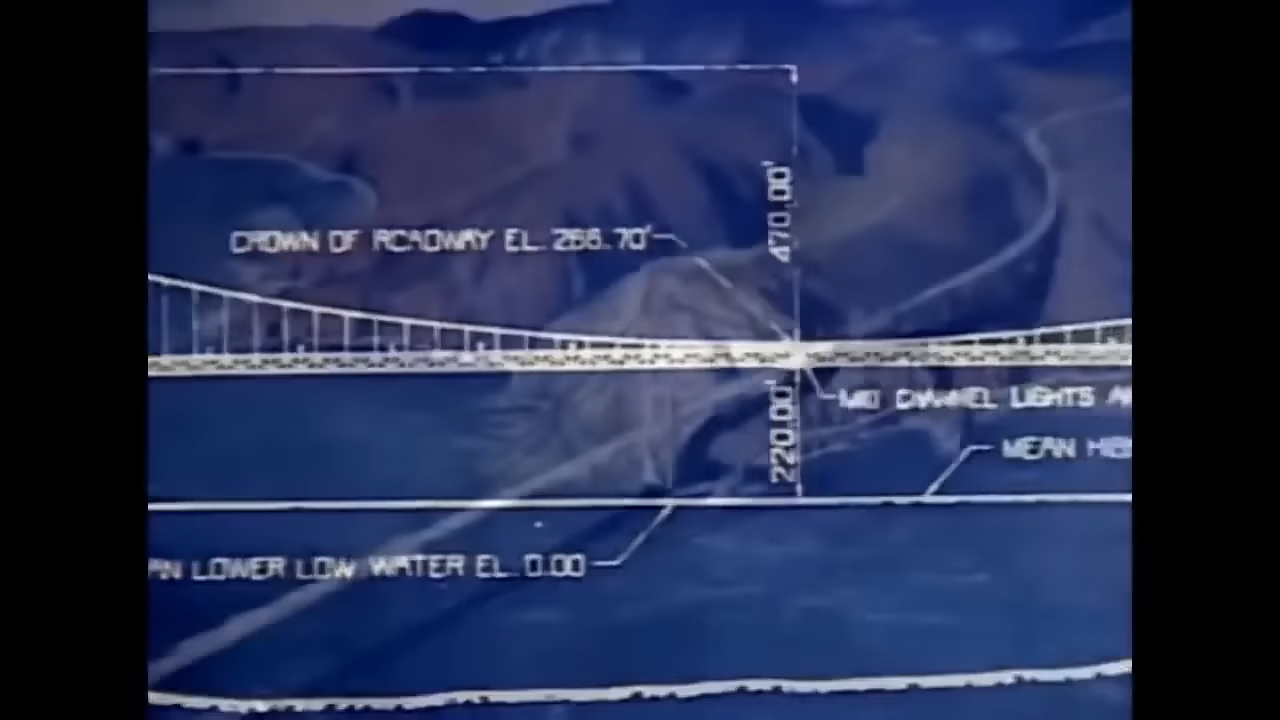 470.00'
CROWN OF ROADWAY EL. 266.70'
220.00'
MID CHANNEL LIGHTS
MEAN
LOWER LOW WATER EL. 0.00